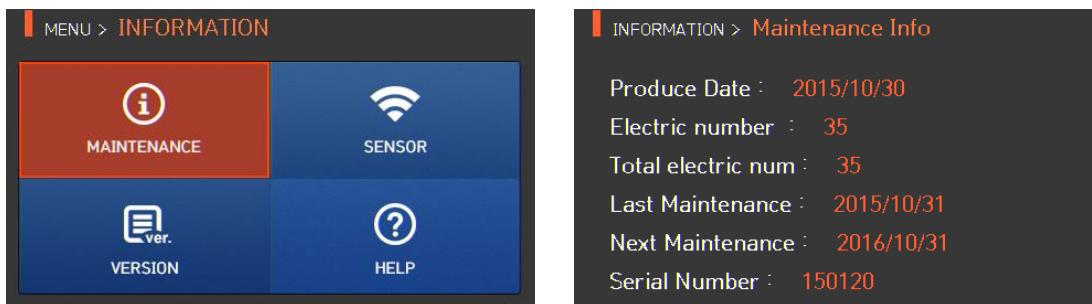 MENU > INFORMATION
MAINTENANCE
SENSOR
ver.
VERSION
HELP
INFORMATION > Maintenance Info
Produce Date : 2015/10/30
Electric number : 35
Total electric num : 35
Last Maintenance : 2015/10/31
Next Maintenance : 2016/10/31
Serial Number : 150120